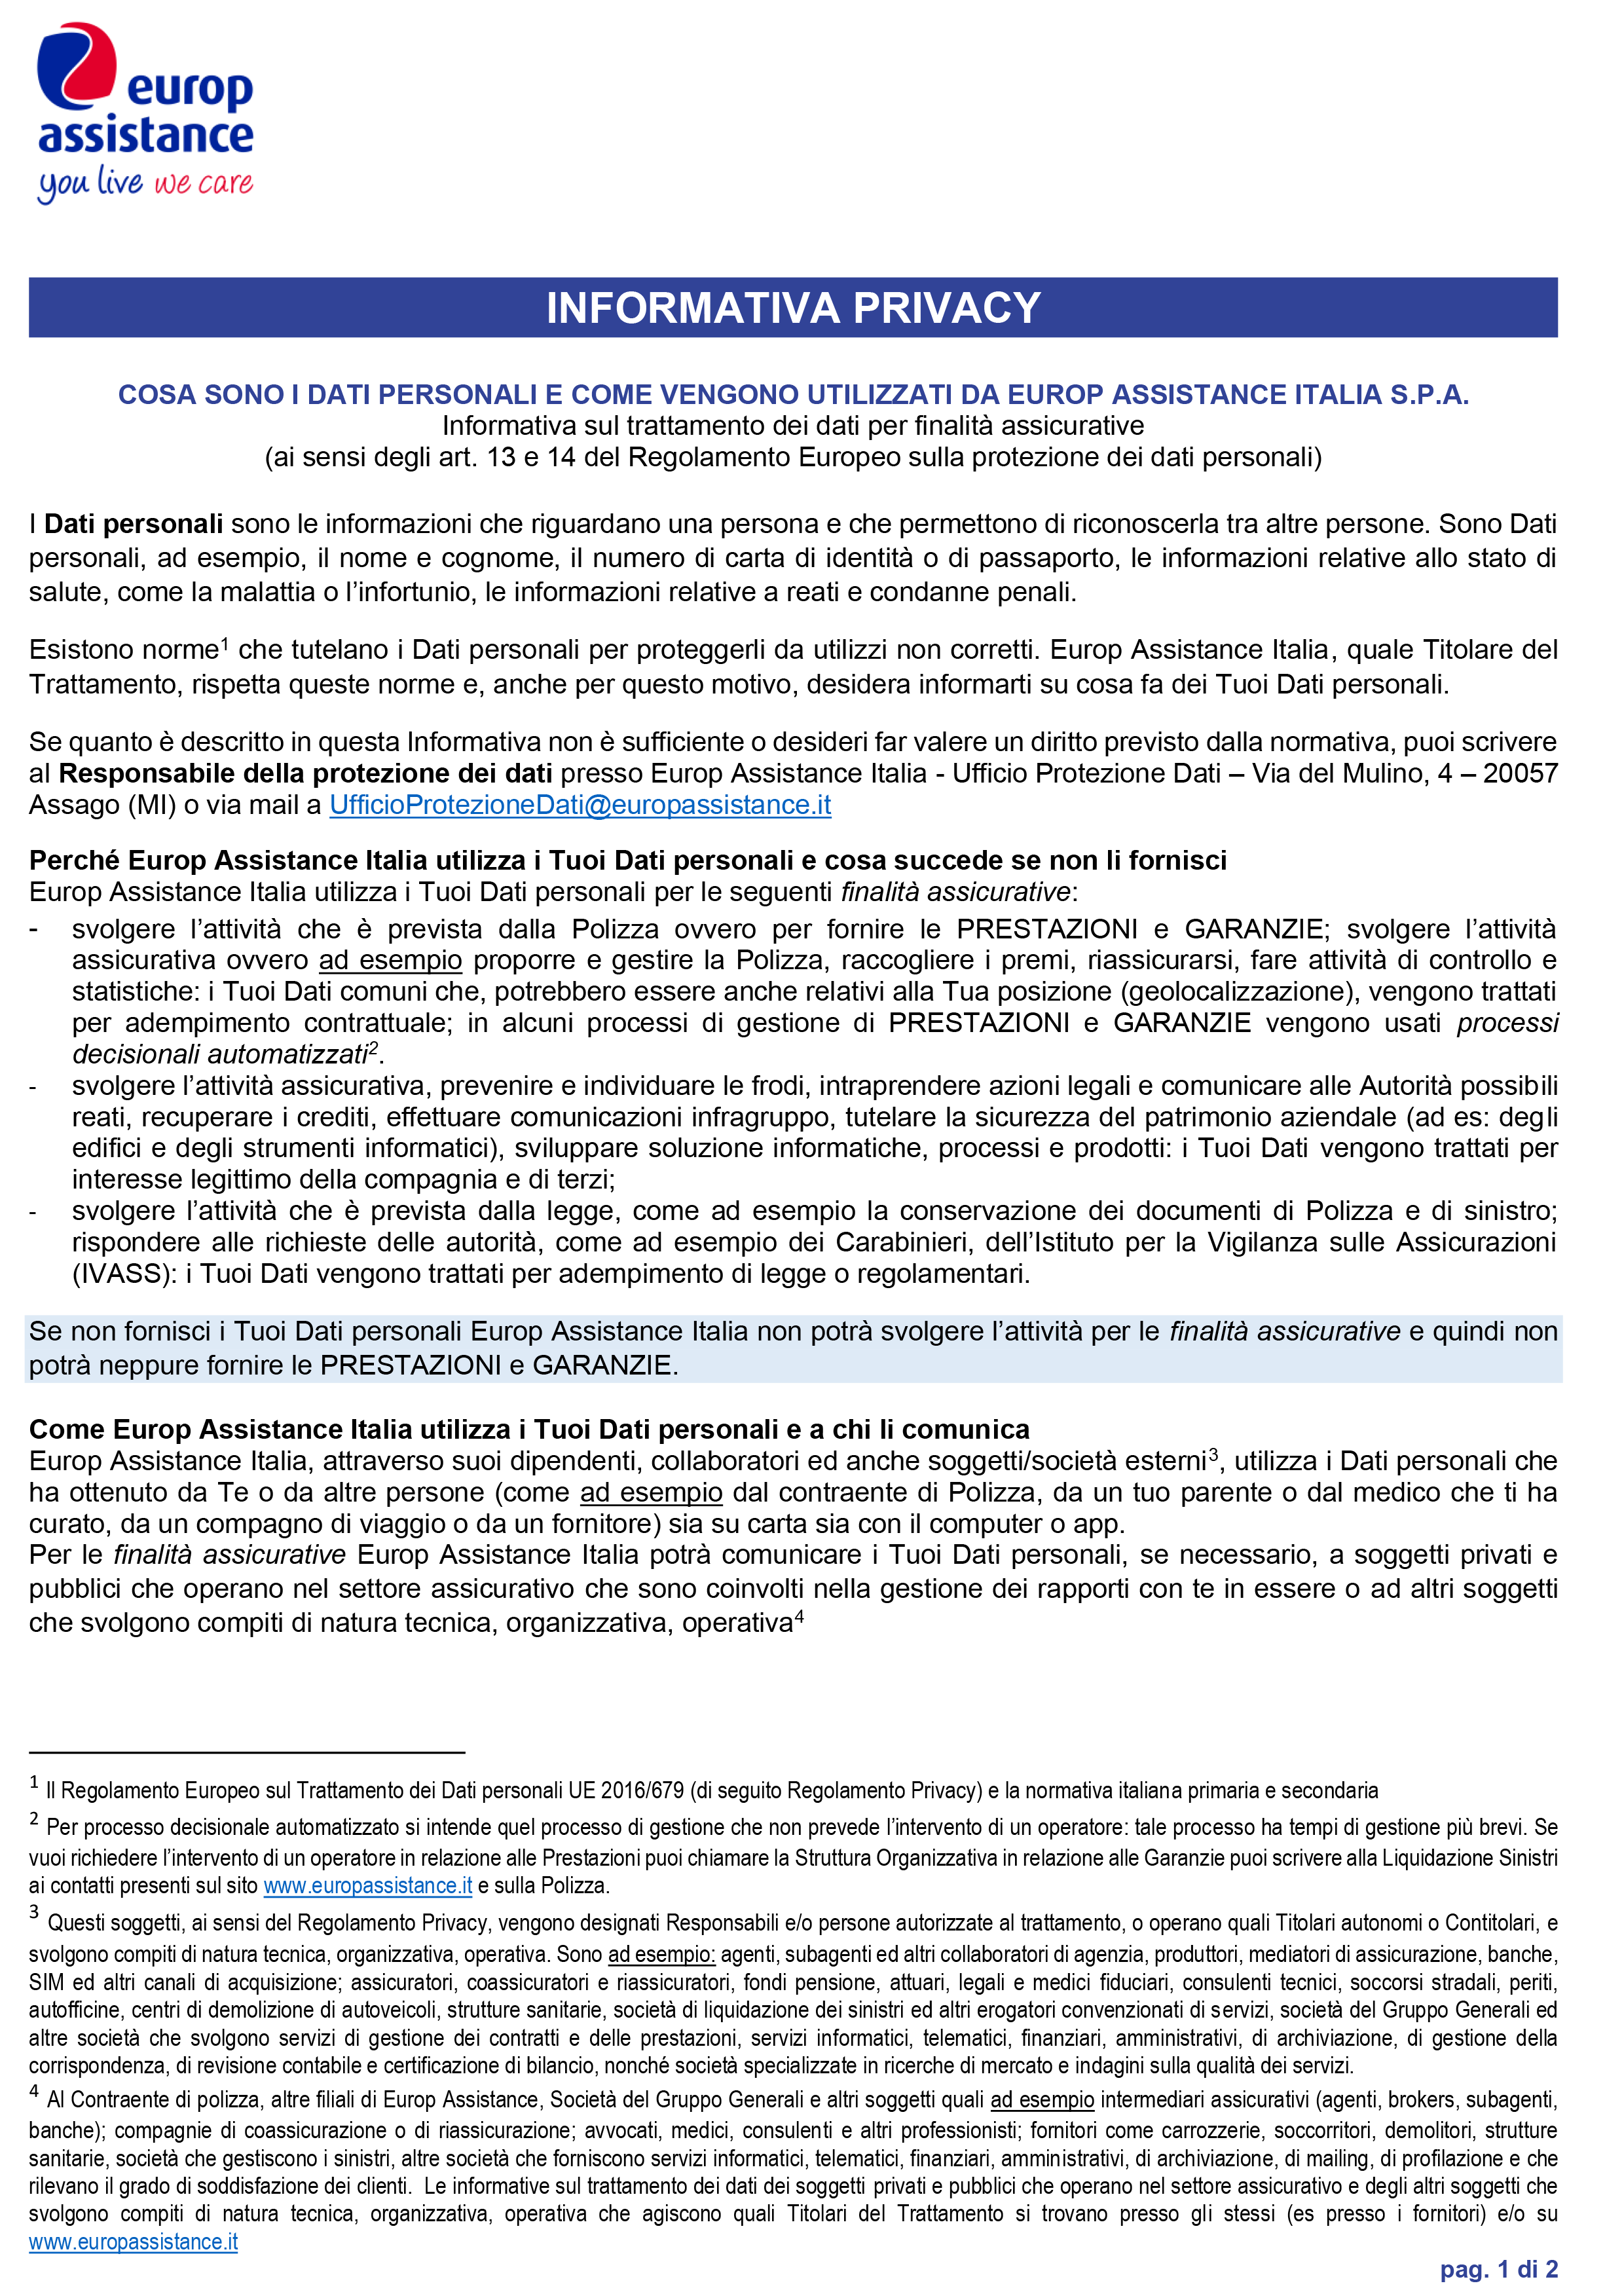 europ
assistance
you live we care
INFORMATIVA PRIVACY
COSA SONO I DATI PERSONALI E COME VENGONO UTILIZZATI DA EUROP ASSISTANCE ITALIA S.P.A.
Informativa sul trattamento dei dati per finalità assicurative
(ai sensi degli art. 13 e 14 del Regolamento Europeo sulla protezione dei dati personali)
I Dati personali sono le informazioni che riguardano una persona e che permettono di riconoscerla tra altre persone. Sono Dati
personali, ad esempio, il nome e cognome, il numero di carta di identità o di passaporto, le informazioni relative allo stato di
salute, come la malattia o l’infortunio, le informazioni relative a reati e condanne penali.
Esistono norme1 che tutelano i Dati personali per proteggerli da utilizzi non corretti. Europ Assistance Italia, quale Titolare del
Trattamento, rispetta queste norme e, anche per questo motivo, desidera informarti su cosa fa dei Tuoi Dati personali.
Se quanto è descritto in questa Informativa non è sufficiente o desideri far valere un diritto previsto dalla normativa, puoi scrivere
al Responsabile della protezione dei dati presso Europ Assistance Italia - Ufficio Protezione Dati – Via del Mulino, 4 – 20057
Assago (MI) o via mail a UfficioProtezioneDati@europassistance.it
Perché Europ Assistance Italia utilizza i Tuoi Dati personali e cosa succede se non li fornisci
Europ Assistance Italia utilizza i Tuoi Dati personali per le seguenti finalità assicurative:
- svolgere l’attività che è prevista dalla Polizza ovvero per fornire le PRESTAZIONI e GARANZIE; svolgere l’attività
assicurativa ovvero ad esempio proporre e gestire la Polizza, raccogliere i premi, riassicurarsi, fare attività di controllo e
statistiche: i Tuoi Dati comuni che, potrebbero essere anche relativi alla Tua posizione (geolocalizzazione), vengono trattati
per adempimento contrattuale; in alcuni processi di gestione di PRESTAZIONI e GARANZIE vengono usati processi
decisionali automatizzati2.
- svolgere l’attività assicurativa, prevenire e individuare le frodi, intraprendere azioni legali e comunicare alle Autorità possibili
reati, recuperare i crediti, effettuare comunicazioni infragruppo, tutelare la sicurezza del patrimonio aziendale (ad es: degli
edifici e degli strumenti informatici), sviluppare soluzione informatiche, processi e prodotti: i Tuoi Dati vengono trattati per
interesse legittimo della compagnia e di terzi;
- svolgere l’attività che è prevista dalla legge, come ad esempio la conservazione dei documenti di Polizza e di sinistro;
rispondere alle richieste delle autorità, come ad esempio dei Carabinieri, dell’Istituto per la Vigilanza sulle Assicurazioni
(IVASS): i Tuoi Dati vengono trattati per adempimento di legge o regolamentari.
Se non fornisci i Tuoi Dati personali Europ Assistance Italia non potrà svolgere l’attività per le finalità assicurative e quindi non
potrà neppure fornire le PRESTAZIONI e GARANZIE.
Come Europ Assistance Italia utilizza i Tuoi Dati personali e a chi li comunica
Europ Assistance Italia, attraverso suoi dipendenti, collaboratori ed anche soggetti/società esterni3, utilizza i Dati personali che
ha ottenuto da Te o da altre persone (come ad esempio dal contraente di Polizza, da un tuo parente o dal medico che ti ha
curato, da un compagno di viaggio o da un fornitore) sia su carta sia con il computer o app.
Per le finalità assicurative Europ Assistance Italia potrà comunicare i Tuoi Dati personali, se necessario, a soggetti privati e
pubblici che operano nel settore assicurativo che sono coinvolti nella gestione dei rapporti con te in essere o ad altri soggetti
che svolgono compiti di natura tecnica, organizzativa, operativa4
1 Il Regolamento Europeo sul Trattamento dei Dati personali UE 2016/679 (di seguito Regolamento Privacy) e la normativa italiana primaria e secondaria
2 Per processo decisionale automatizzato si intende quel processo di gestione che non prevede l’intervento di un operatore: tale processo ha tempi di gestione più brevi. Se
vuoi richiedere l’intervento di un operatore in relazione alle Prestazioni puoi chiamare la Struttura Organizzativa in relazione alle Garanzie puoi scrivere alla Liquidazione Sinistri
ai contatti presenti sul sito www.europassistance.it e sulla Polizza.
3 Questi soggetti, ai sensi del Regolamento Privacy, vengono designati Responsabili e/o persone autorizzate al trattamento, o operano quali Titolari autonomi o Contitolari, e
svolgono compiti di natura tecnica, organizzativa, operativa. Sono ad esempio: agenti, subagenti ed altri collaboratori di agenzia, produttori, mediatori di assicurazione, banche,
SIM ed altri canali di acquisizione; assicuratori, coassicuratori e riassicuratori, fondi pensione, attuari, legali e medici fiduciari, consulenti tecnici, soccorsi stradali, periti,
autofficine, centri di demolizione di autoveicoli, strutture sanitarie, società di liquidazione dei sinistri ed altri erogatori convenzionati di servizi, società del Gruppo Generali ed
altre società che svolgono servizi di gestione dei contratti e delle prestazioni, servizi informatici, telematici, finanziari, amministrativi, di archiviazione, di gestione della
corrispondenza, di revisione contabile e certificazione di bilancio, nonché società specializzate in ricerche di mercato e indagini sulla qualità dei servizi.
4 Al Contraente di polizza, altre filiali di Europ Assistance, Società del Gruppo Generali e altri soggetti quali ad esempio intermediari assicurativi (agenti, brokers, subagenti,
banche); compagnie di coassicurazione o di riassicurazione; avvocati, medici, consulenti e altri professionisti; fornitori come carrozzerie, soccorritori, demolitori, strutture
sanitarie, società che gestiscono i sinistri, altre società che forniscono servizi informatici, telematici, finanziari, amministrativi, di archiviazione, di mailing, di profilazione e che
rilevano il grado di soddisfazione dei clienti. Le informative sul trattamento dei dati dei soggetti privati e pubblici che operano nel settore assicurativo e degli altri soggetti che
svolgono compiti di natura tecnica, organizzativa, operativa che agiscono quali Titolari del Trattamento si trovano presso gli stessi (es presso i fornitori) e/o su
www.europassistance.it
pag. 1 di 2